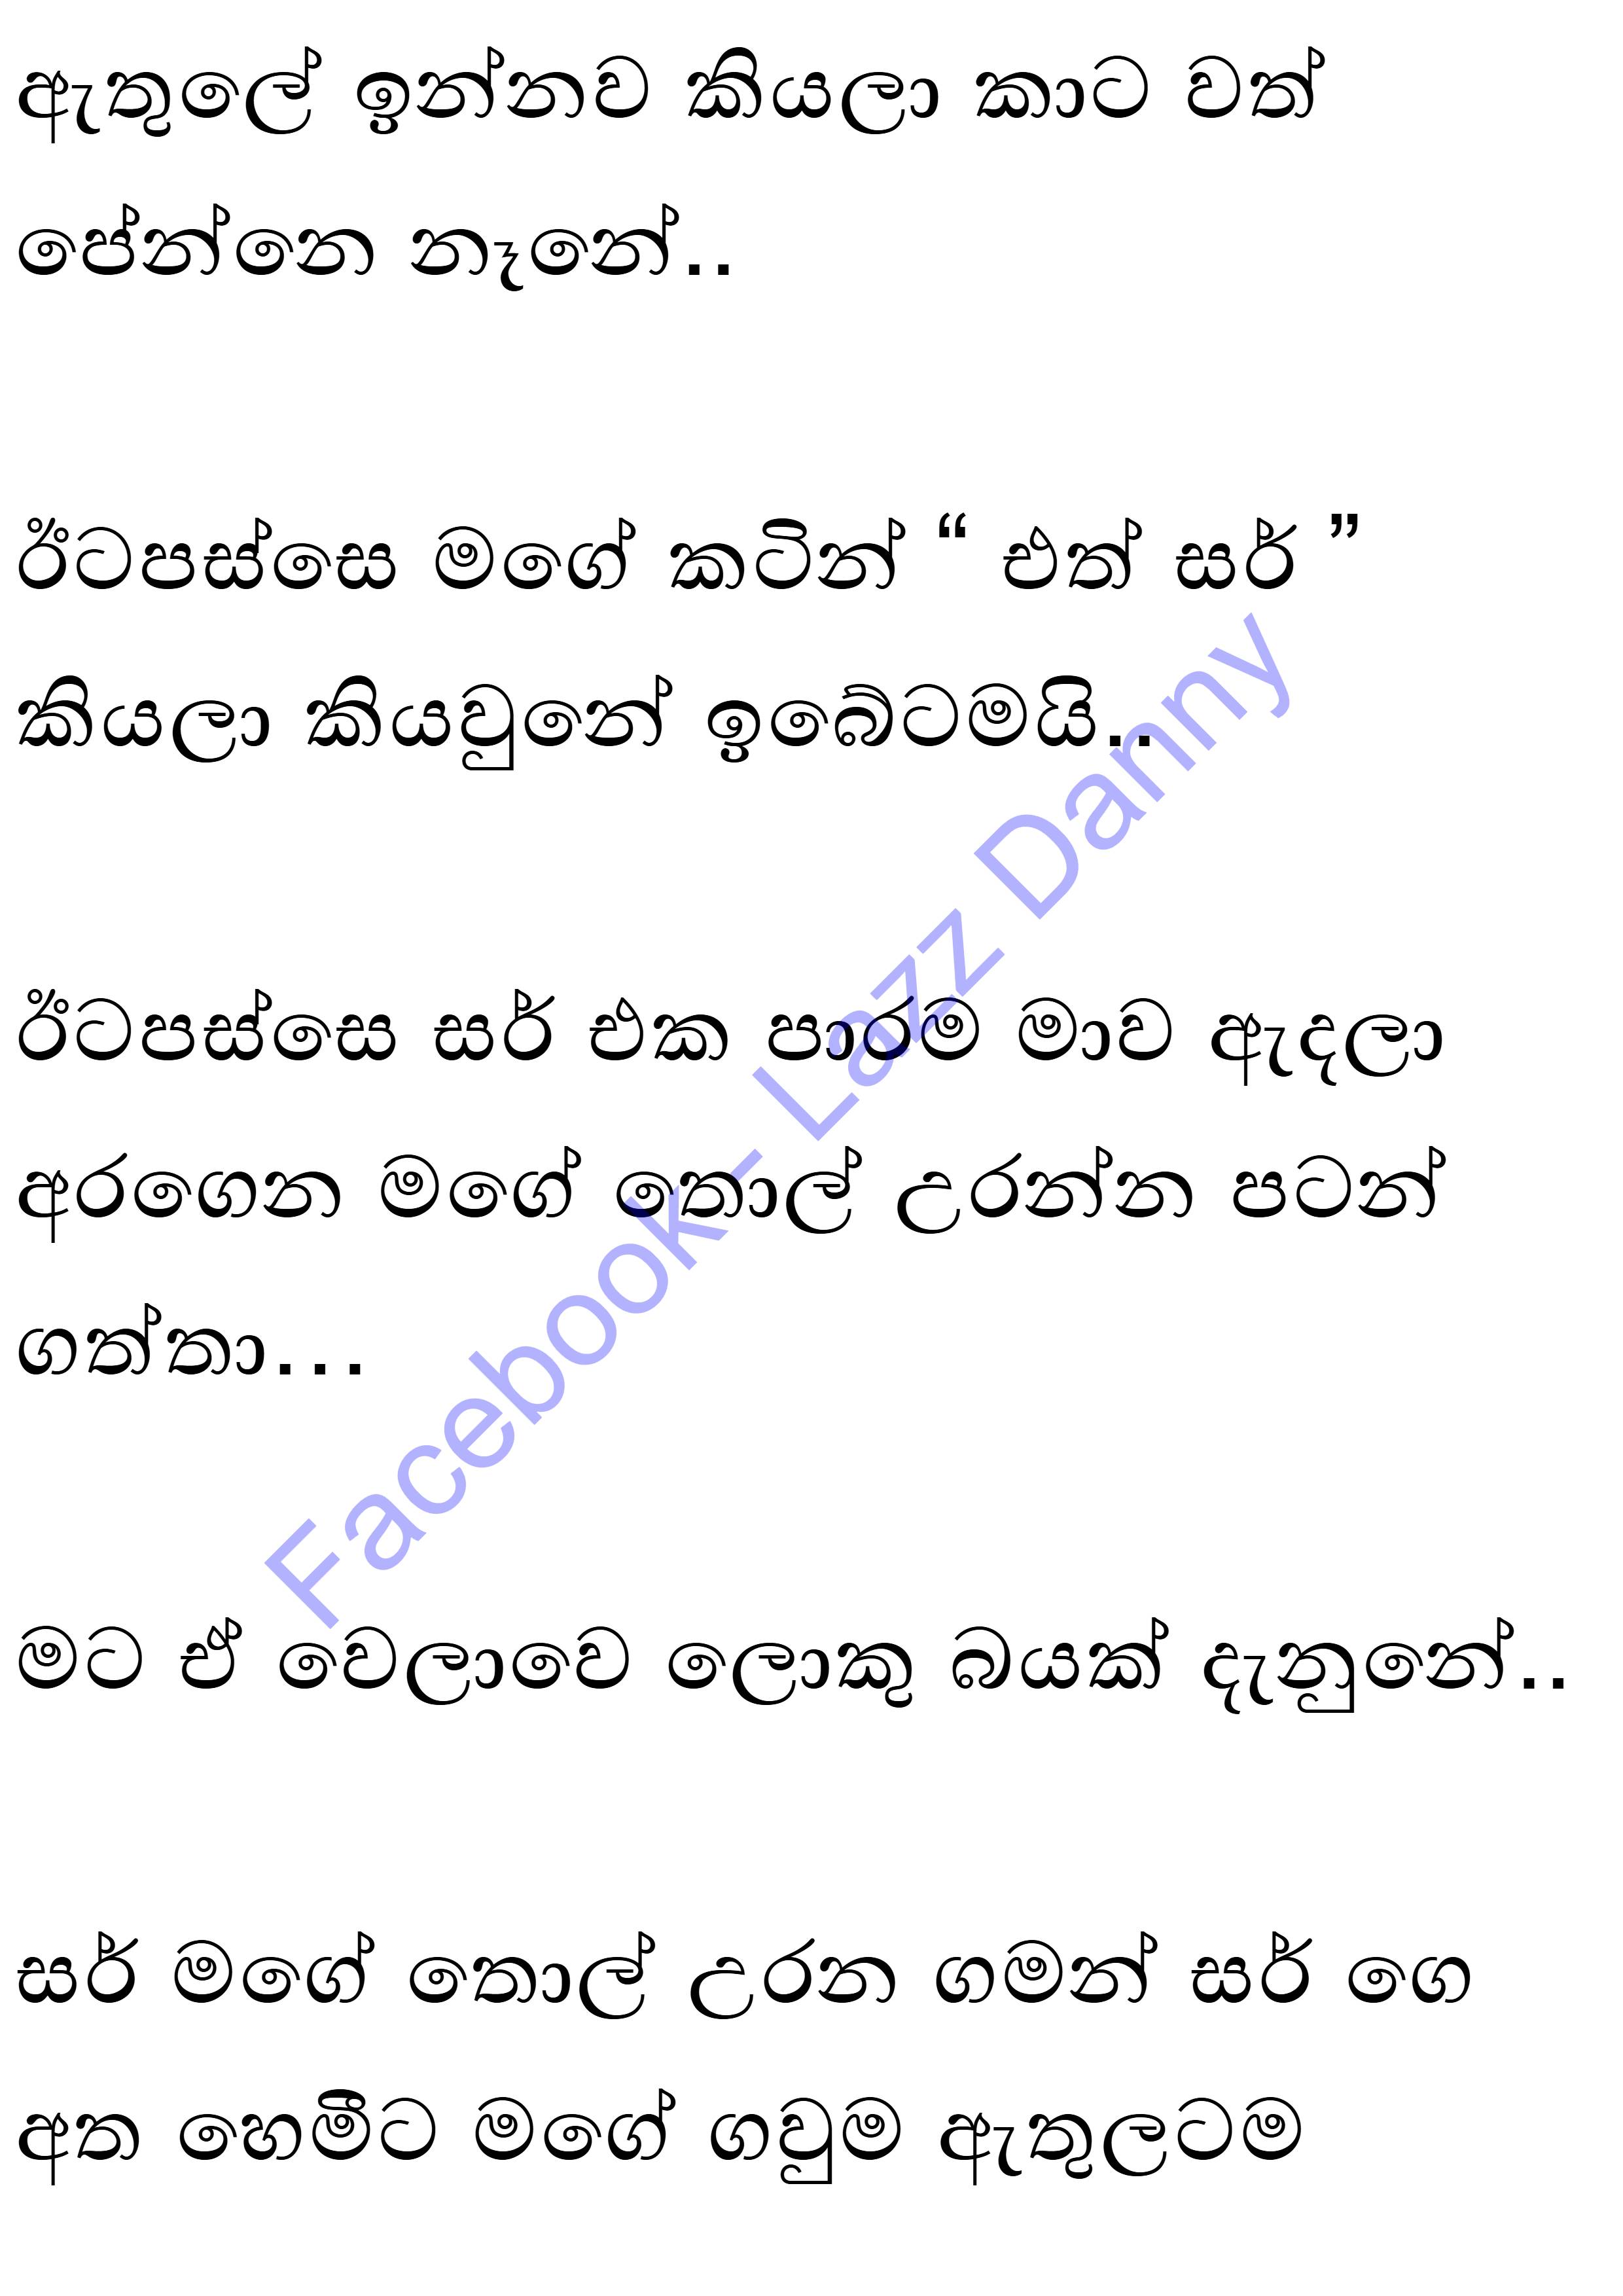 ඇතුලේ ඉන්නව කියලා කාට වත්
පේන්නෙ නෑනේ..
ඊටපස්සෙ මගේ කටින් “ එත් සර් ”
කියලා කියවුනේ ඉබේටමයි..
ඊටපස්සෙ සර් එක පාරම මාව ඇදලා
අරගෙන මගේ තොල් උරන්න පටන්
ගත්තා...
මට ඒ වෙලාවෙ ලොකු බයක් දැනුනේ..
සර් මගේ තොල් උරන ගමන් සර් ගෙ
අත හෙමීට මගේ ගවුම ඇතුලටම
Facebook- Lazz Danny